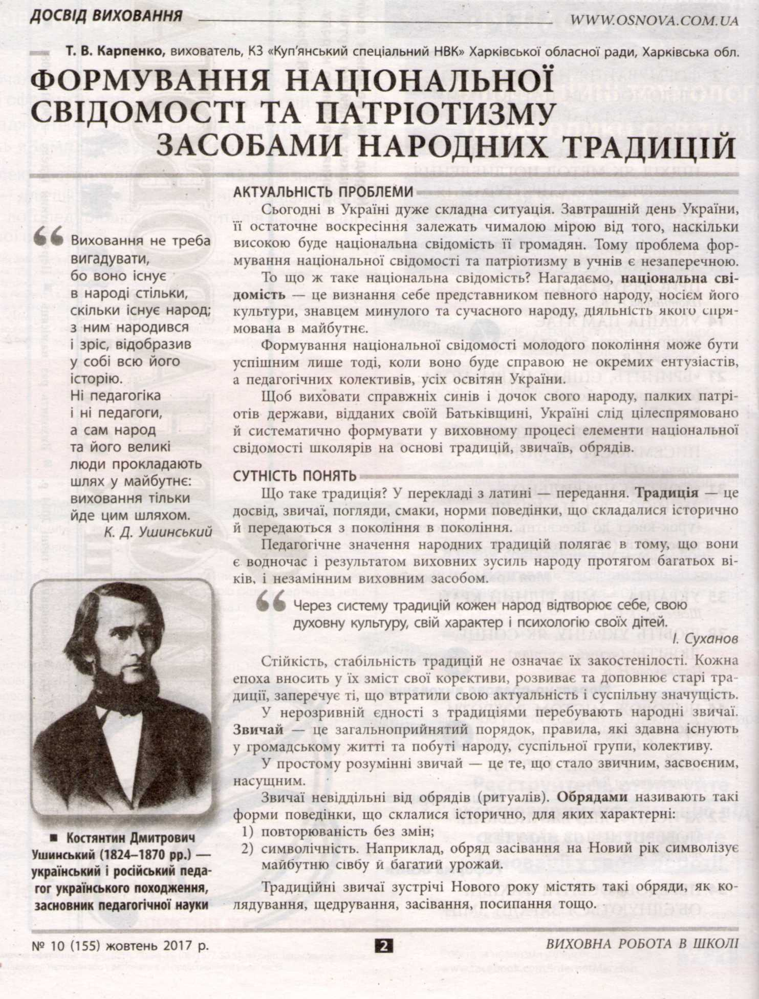 ДОСВІД ВИХОВАННЯ
WWW.OSNOVA.COM.UA
Т. В. Карпенко, вихователь, КЗ «Куп’янський спеціальний НВК» Харківської обласної ради, Харківська обл.
ФОРМУВАННЯ НАЦІОНАЛЬНОЇ
СВІДОМОСТІ ТА ПАТРІОТИЗМУ
ЗАСОБАМИ НАРОДНИХ ТРАДИЦІЙ
“ Виховання не треба
вигадувати,
бо воно існує
в народі стільки,
скільки існує народ;
з ним народився
і зріс, відобразив
у собі всю його
історію.
Ні педагогіка
і ні педагоги,
а сам народ
та його великі
люди прокладають
шлях у майбутнє:
виховання тільки
йде цим шляхом.
К. Д. Ушинський
■ Костянтин Дмитрович
Ушинський (1824–1870 рр.) —
український і російський педа-
гог українського походження,
засновник педагогічної науки
АКТУАЛЬНІСТЬ ПРОБЛЕМИ
Сьогодні в Україні дуже складна ситуація. Завтрашній день України,
її остаточне воскресіння залежать чималою мірою від того, наскільки
високою буде національна свідомість її громадян. Тому проблема фор-
мування національної свідомості та патріотизму в учнів є незаперечною.
То що ж таке національна свідомість? Нагадаємо, національна сві-
домість — це визнання себе представником певного народу, носієм його
культури, знавцем минулого та сучасного народу, діяльність якого спря-
мована в майбутнє.
Формування національної свідомості молодого покоління може бути
успішним лише тоді, коли воно буде справою не окремих ентузіастів,
а педагогічних колективів, усіх освітян України.
Щоб виховати справжніх синів і дочок свого народу, палких патрі-
отів держави, відданих своїй Батьківщині, Україні слід цілеспрямовано
й систематично формувати у виховному процесі елементи національної
свідомості школярів на основі традицій, звичаїв, обрядів.
СУТНІСТЬ ПОНЯТЬ
Що таке традиція? У перекладі з латині — передання. Традиція — це
досвід, звичаї, погляди, смаки, норми поведінки, що складалися історично
й передаються з покоління в покоління.
Педагогічне значення народних традицій полягає в тому, що вони
є водночас і результатом виховних зусиль народу протягом багатьох ві-
ків, і незамінним виховним засобом.
“ Через систему традицій кожен народ відтворює себе, свою
духовну культуру, свій характер і психологію своїх дітей.
І. Суханов
Стійкість, стабільність традицій не означає їх закостенілості. Кожна
епоха вносить у їх зміст свої корективи, розвиває та доповнює старі тра-
диції, заперечує ті, що втратили свою актуальність і суспільну значущість.
У нерозривній єдності з традиціями перебувають народні звичаї.
Звичай — це загальноприйнятий порядок, правила, які здавна існують
у громадському житті та побуті народу, суспільної групи, колективу.
У простому розумінні звичай — це те, що стало звичним, засвоєним,
насущним.
Звичаї невіддільні від обрядів (ритуалів). Обрядами називають такі
форми поведінки, що склалися історично, для яких характерні:
1) повторюваність без змін;
2) символічність. Наприклад, обряд засівання на Новий рік символізує
майбутню сівбу й багатий урожай.
Традиційні звичаї зустрічі Нового року містять такі обряди, як ко-
лядування, щедрування, засівання, посипання тощо.
№ 10 (155) жовтень 2017 р.
2
ВИХОВНА РОБОТА В ШКОЛІ